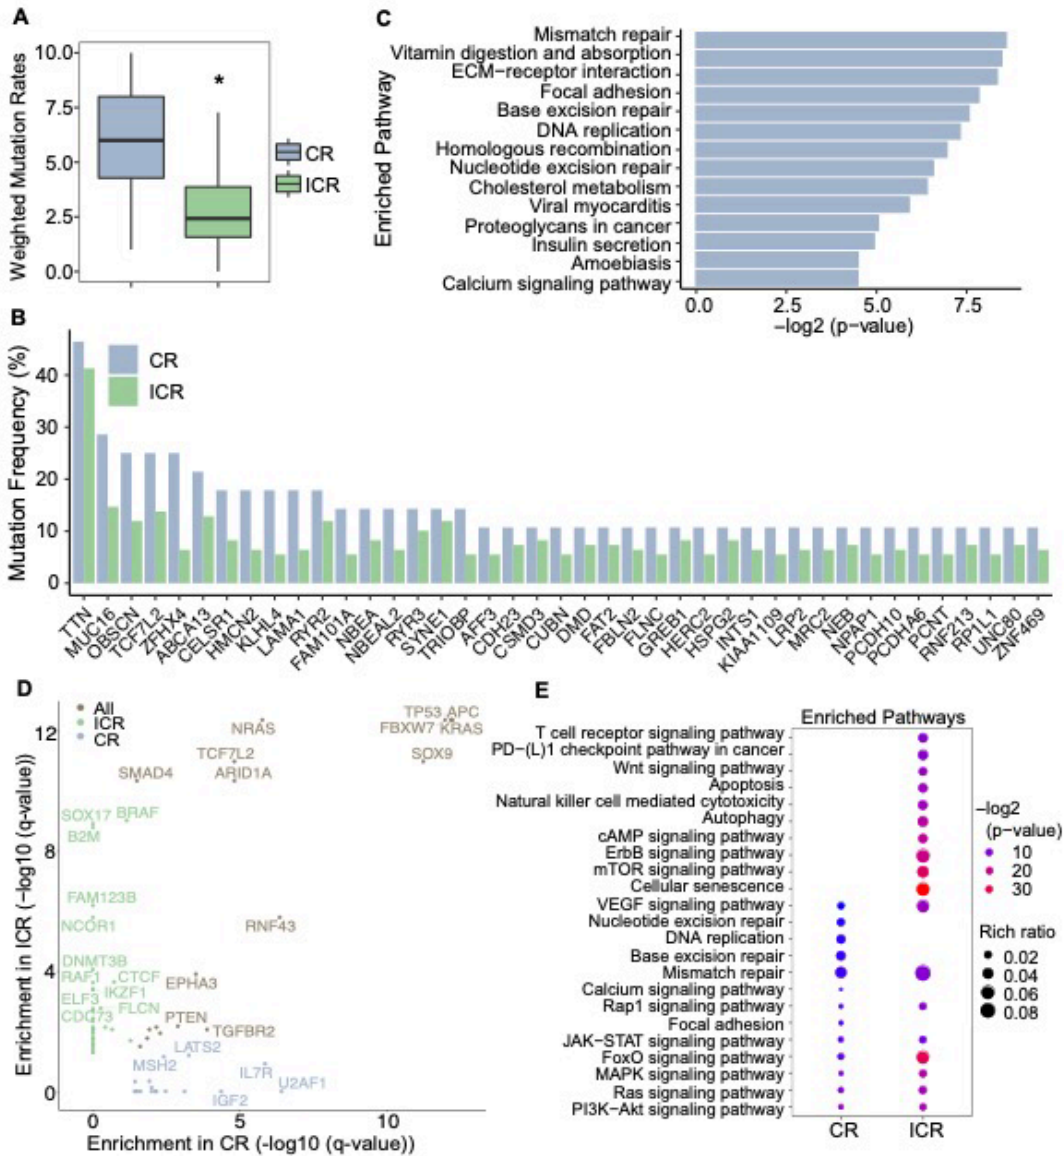 A
Weighted Mutation Rates
10.0
7.5
5.0
2.5
0.0
*
CR
ICR
C
Enriched Pathway
Mismatch repair
Vitamin digestion and absorption
ECM-receptor interaction
Focal adhesion
Base excision repair
DNA replication
Homologous recombination
Nucleotide excision repair
Cholesterol metabolism
Viral myocarditis
Proteoglycans in cancer
Insulin secretion
Amoebiasis
Calcium signaling pathway
0.0 2.5 5.0 7.5
−log2 (p−value)
B
Mutation Frequency (%)
40
30
20
10
0
CR
ICR
TTN
MUC16
OBSCN
TCF7L2
ZFHX4
ABCA13
CELSR1
HMCN2
KLHL4
LAMA1
RYR2
FAM101A
NBEA
NBEAL2
RYR3
SYNE1
TRIOBP
AFF3
CDH23
CSMD3
CUBN
DMD
FAT2
FBLN2
FLNC
GREB1
HERC2
HSPG2
INTS1
KIAA1109
LRP2
MRC2
NEB
NPAP1
PCDH10
PCDHA6
PCNT
RNF213
RP1L1
UNC80
ZNF469
D
Enrichment in ICR (−log10 (q-value))
12
8
4
0
All
ICR
CR
TP53 APC
NRAS FBXW7 KRAS
TCF7L2 SOX9
SMAD4 ARID1A
SOX17 BRAF
B2M
FAM123B
NCOR1 RNF43
DNMT3B
RAF1 CTCF EPHA3
ELF3 IKZF1
FLCN
CDC73 PTEN
TGFBR2
LATS2
MSH2 IL7R
U2AF1
IGF2
0 5 10
Enrichment in CR (-log10 (q-value))
E
Enriched Pathways
T cell receptor signaling pathway
PD−(L)1 checkpoint pathway in cancer
Wnt signaling pathway
Apoptosis
Natural killer cell mediated cytotoxicity
Autophagy
cAMP signaling pathway
ErbB signaling pathway
mTOR signaling pathway
Cellular senescence
VEGF signaling pathway
Nucleotide excision repair
DNA replication
Base excision repair
Mismatch repair
Calcium signaling pathway
Rap1 signaling pathway
Focal adhesion
JAK−STAT signaling pathway
FoxO signaling pathway
MAPK signaling pathway
Ras signaling pathway
PI3K−Akt signaling pathway
CR ICR
−log2
(p−value)
10
20
30
Rich ratio
0.02
0.04
0.06
0.08